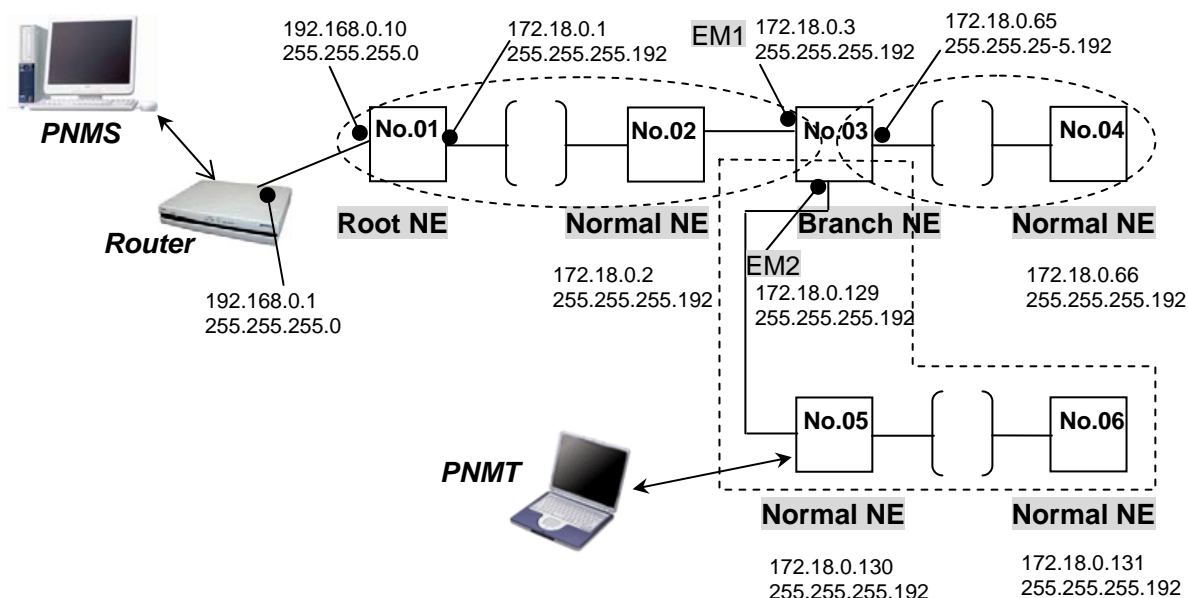 192.168.0.10
255.255.255.0
172.18.0.1
255.255.255.192
EM1
172.18.0.3
255.255.255.192
172.18.0.65
255.255.25-5.192
PNMS
No.01
No.02
No.03
No.04
Router
Root NE
Normal NE
Branch NE
Normal NE
192.168.0.1
255.255.255.0
172.18.0.2
255.255.255.192
EM2
172.18.0.129
255.255.255.192
172.18.0.66
255.255.255.192
No.05
No.06
PNMT
Normal NE
Normal NE
172.18.0.130
255.255.255.192
172.18.0.131
255.255.255.192